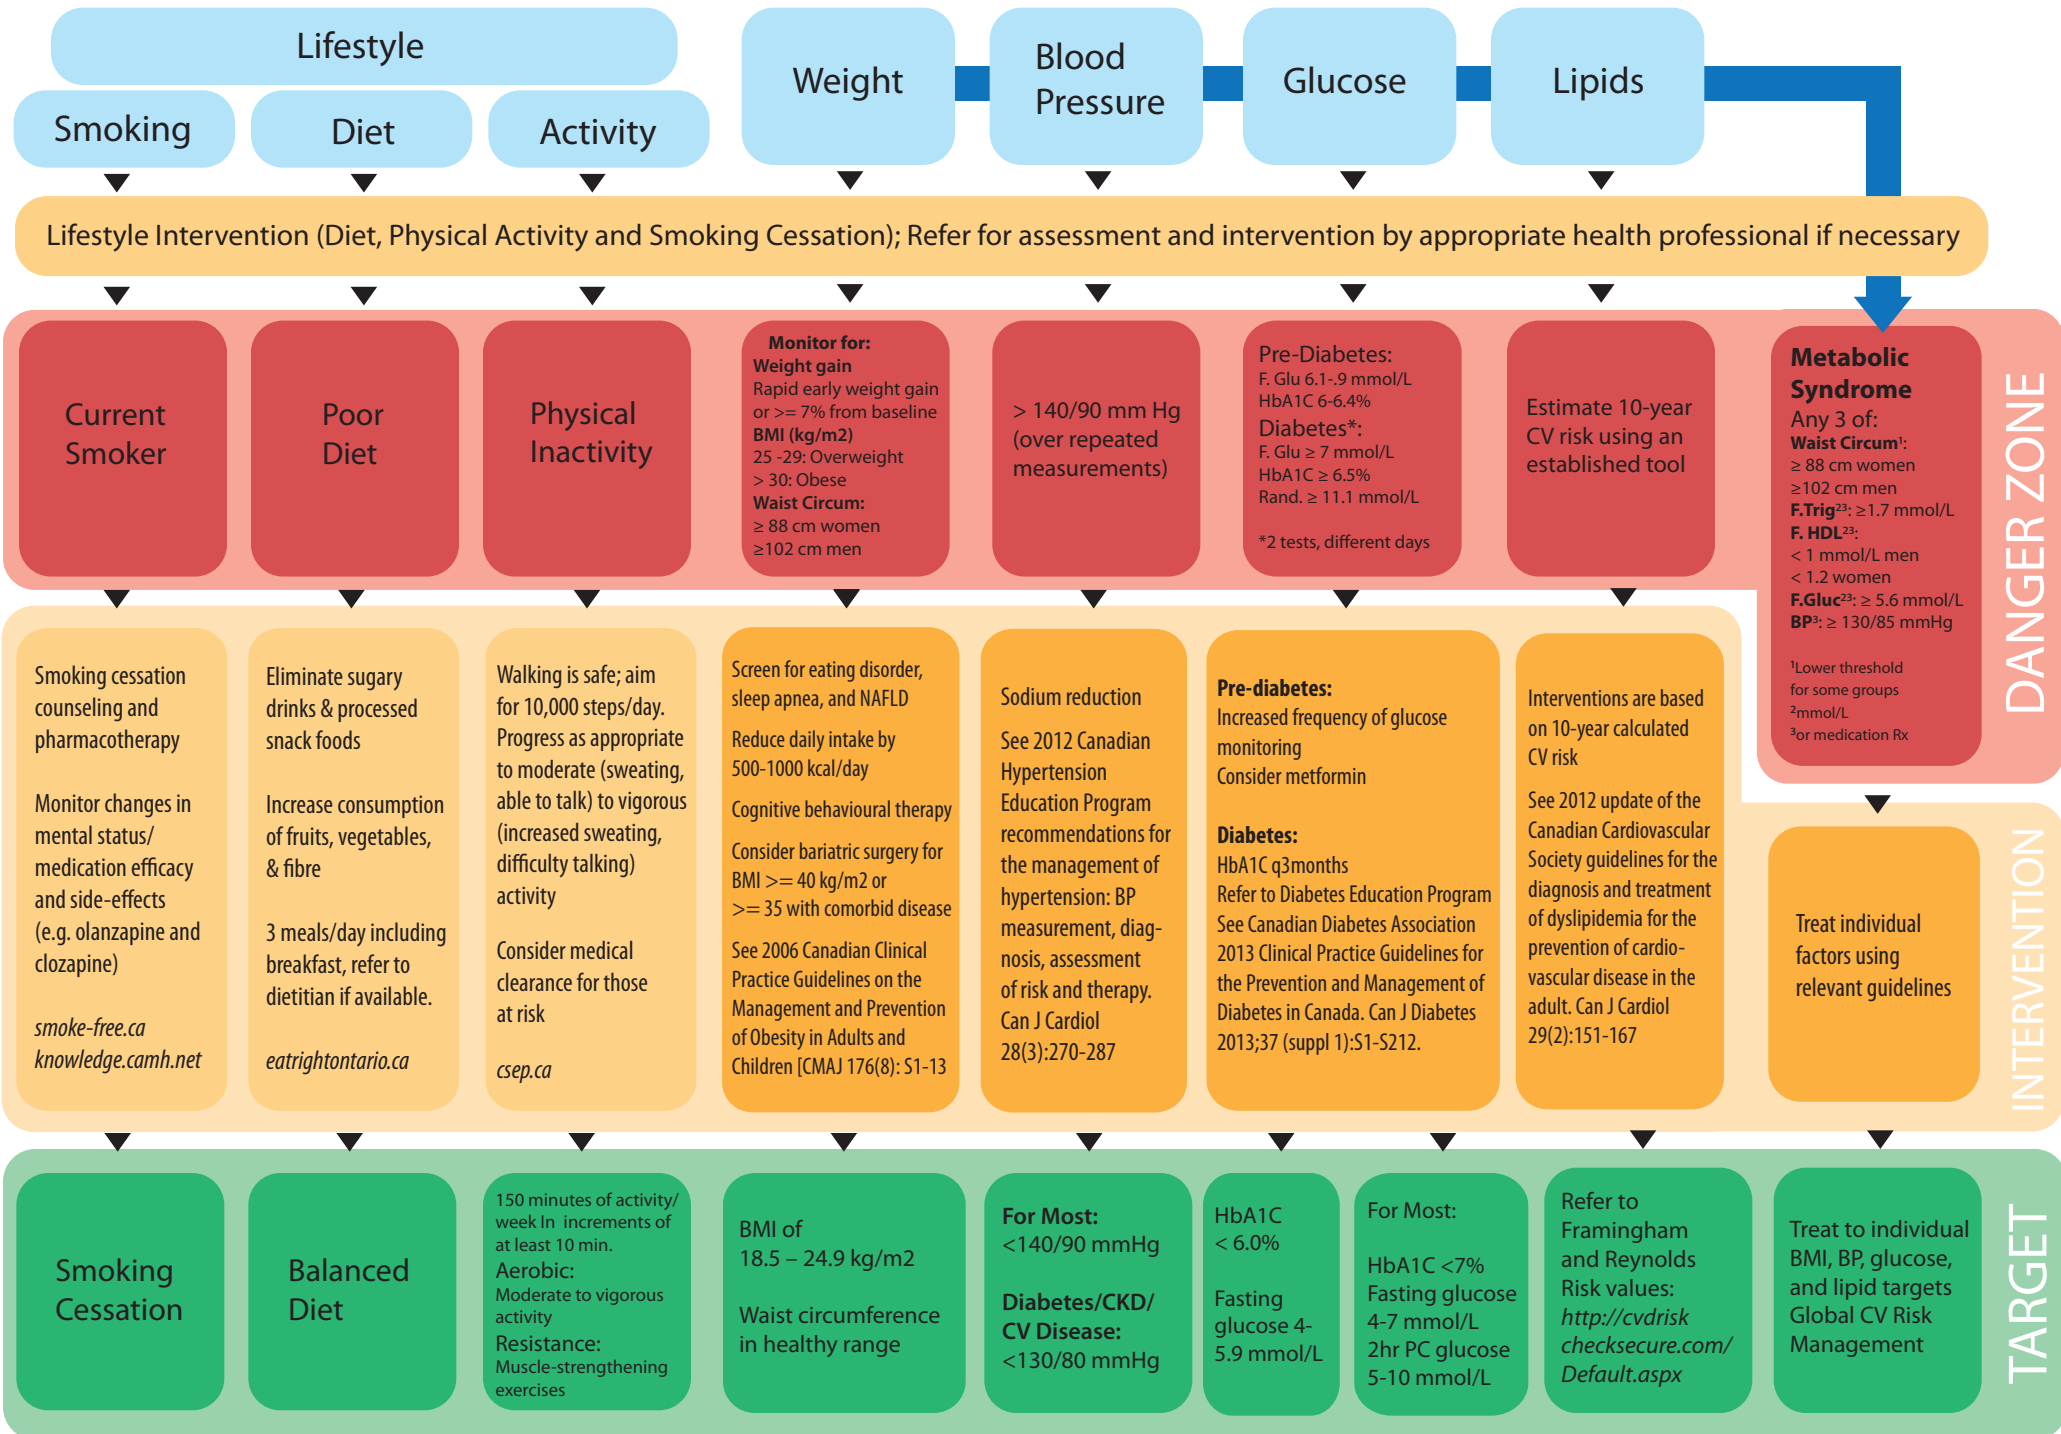 Lifestyle
Smoking
Diet
Activity
Weight
Blood
Pressure
Glucose
Lipids
Lifestyle Intervention (Diet, Physical Activity and Smoking Cessation); Refer for assessment and intervention by appropriate health professional if necessary
Current
Smoker
Poor
Diet
Physical
Inactivity
Monitor for:
Weight gain
Rapid early weight gain
or >= 7% from baseline
BMI (kg/m2)
25 -29: Overweight
> 30: Obese
Waist Circum:
≥ 88 cm women
≥102 cm men
> 140/90 mm Hg
(over repeated
measurements)
Pre-Diabetes:
F. Glu 6.1-.9 mmol/L
HbA1C 6-6.4%
Diabetes*:
F. Glu ≥ 7 mmol/L
HbA1C ≥ 6.5%
Rand. ≥ 11.1 mmol/L
*2 tests, different days
Estimate 10-year
CV risk using an
established tool
Metabolic
Syndrome
Any 3 of:
Waist Circum¹:
≥ 88 cm women
≥102 cm men
F.Trig²³: ≥1.7 mmol/L
F. HDL²³:
< 1 mmol/L men
< 1.2 women
F.Gluc²³: ≥ 5.6 mmol/L
BP³: ≥ 130/85 mmHg
¹Lower threshold
for some groups
²mmol/L
³or medication Rx
DANGER ZONE
Smoking cessation
counseling and
pharmacotherapy
Monitor changes in
mental status/
medication efficacy
and side-effects
(e.g. olanzapine and
clozapine)
smoke-free.ca
knowledge.camh.net
Eliminate sugary
drinks & processed
snack foods
Increase consumption
of fruits, vegetables,
& fibre
3 meals/day including
breakfast, refer to
dietitian if available.
eatrightontario.ca
Walking is safe; aim
for 10,000 steps/day.
Progress as appropriate
to moderate (sweating,
able to talk) to vigorous
(increased sweating,
difficulty talking)
activity
Consider medical
clearance for those
at risk
csep.ca
Screen for eating disorder,
sleep apnea, and NAFLD
Reduce daily intake by
500-1000 kcal/day
Cognitive behavioural therapy
Consider bariatric surgery for
BMI >= 40 kg/m2 or
>= 35 with comorbid disease
See 2006 Canadian Clinical
Practice Guidelines on the
Management and Prevention
of Obesity in Adults and
Children [CMAJ 176(8): S1-13
Sodium reduction
See 2012 Canadian
Hypertension
Education Program
recommendations for
the management of
hypertension: BP
measurement, diag-
nosis, assessment
of risk and therapy.
Can J Cardiol
28(3):270-287
Pre-diabetes:
Increased frequency of glucose
monitoring
Consider metformin
Diabetes:
HbA1C q3months
Refer to Diabetes Education Program
See Canadian Diabetes Association
2013 Clinical Practice Guidelines for
the Prevention and Management of
Diabetes in Canada. Can J Diabetes
2013;37 (suppl 1):S1-S212.
Interventions are based
on 10-year calculated
CV risk
See 2012 update of the
Canadian Cardiovascular
Society guidelines for the
diagnosis and treatment
of dyslipidemia for the
prevention of cardio-
vascular disease in the
adult. Can J Cardiol
29(2):151-167
Treat individual
factors using
relevant guidelines
INTERVENTION
Smoking
Cessation
Balanced
Diet
150 minutes of activity/
week In increments of
at least 10 min.
Aerobic:
Moderate to vigorous
activity
Resistance:
Muscle-strengthening
exercises
BMI of
18.5 – 24.9 kg/m2
Waist circumference
in healthy range
For Most:
<140/90 mmHg
Diabetes/CKD/
CV Disease:
<130/80 mmHg
HbA1C
< 6.0%
Fasting
glucose 4-
5.9 mmol/L
For Most:
HbA1C <7%
Fasting glucose
4-7 mmol/L
2hr PC glucose
5-10 mmol/L
Refer to
Framingham
and Reynolds
Risk values:
http://cvdrisk
checksecure.com/
Default.aspx
Treat to individual
BMI, BP, glucose,
and lipid targets
Global CV Risk
Management
TARGET